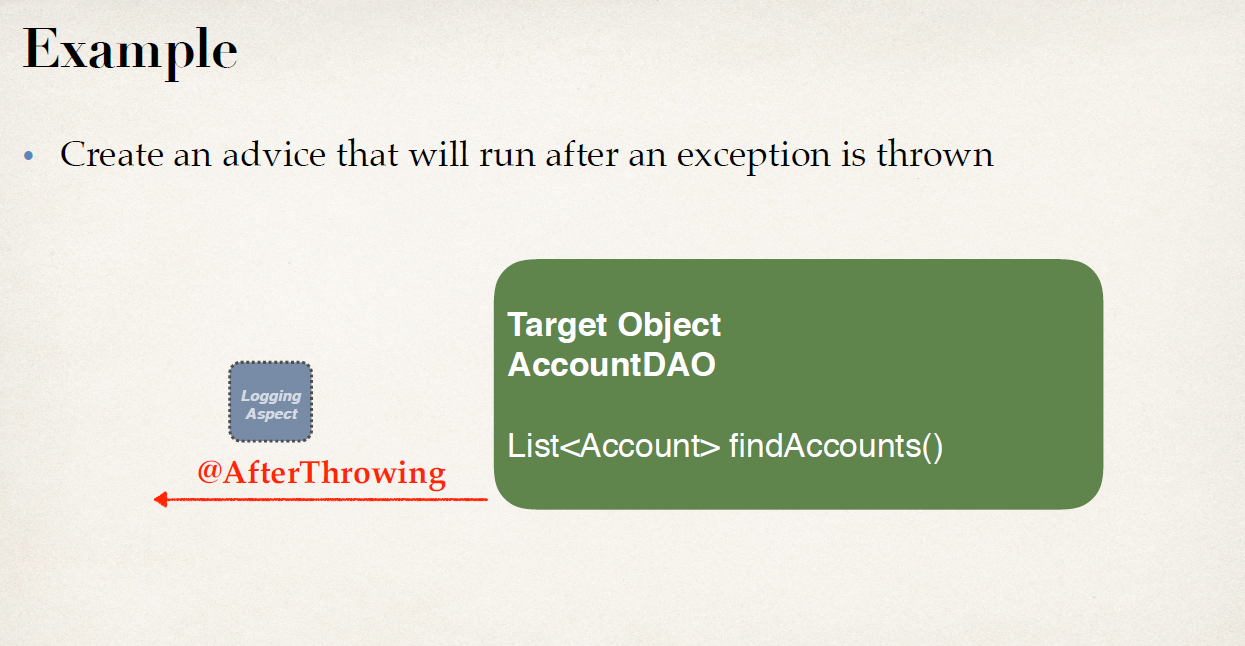 Example
• Create an advice that will run after an exception is thrown
Target Object
AccountDAO
List<Account> findAccounts()
Logging
Aspect
@AfterThrowing